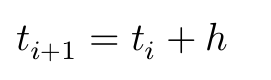 t_{i+1} = t_i + h